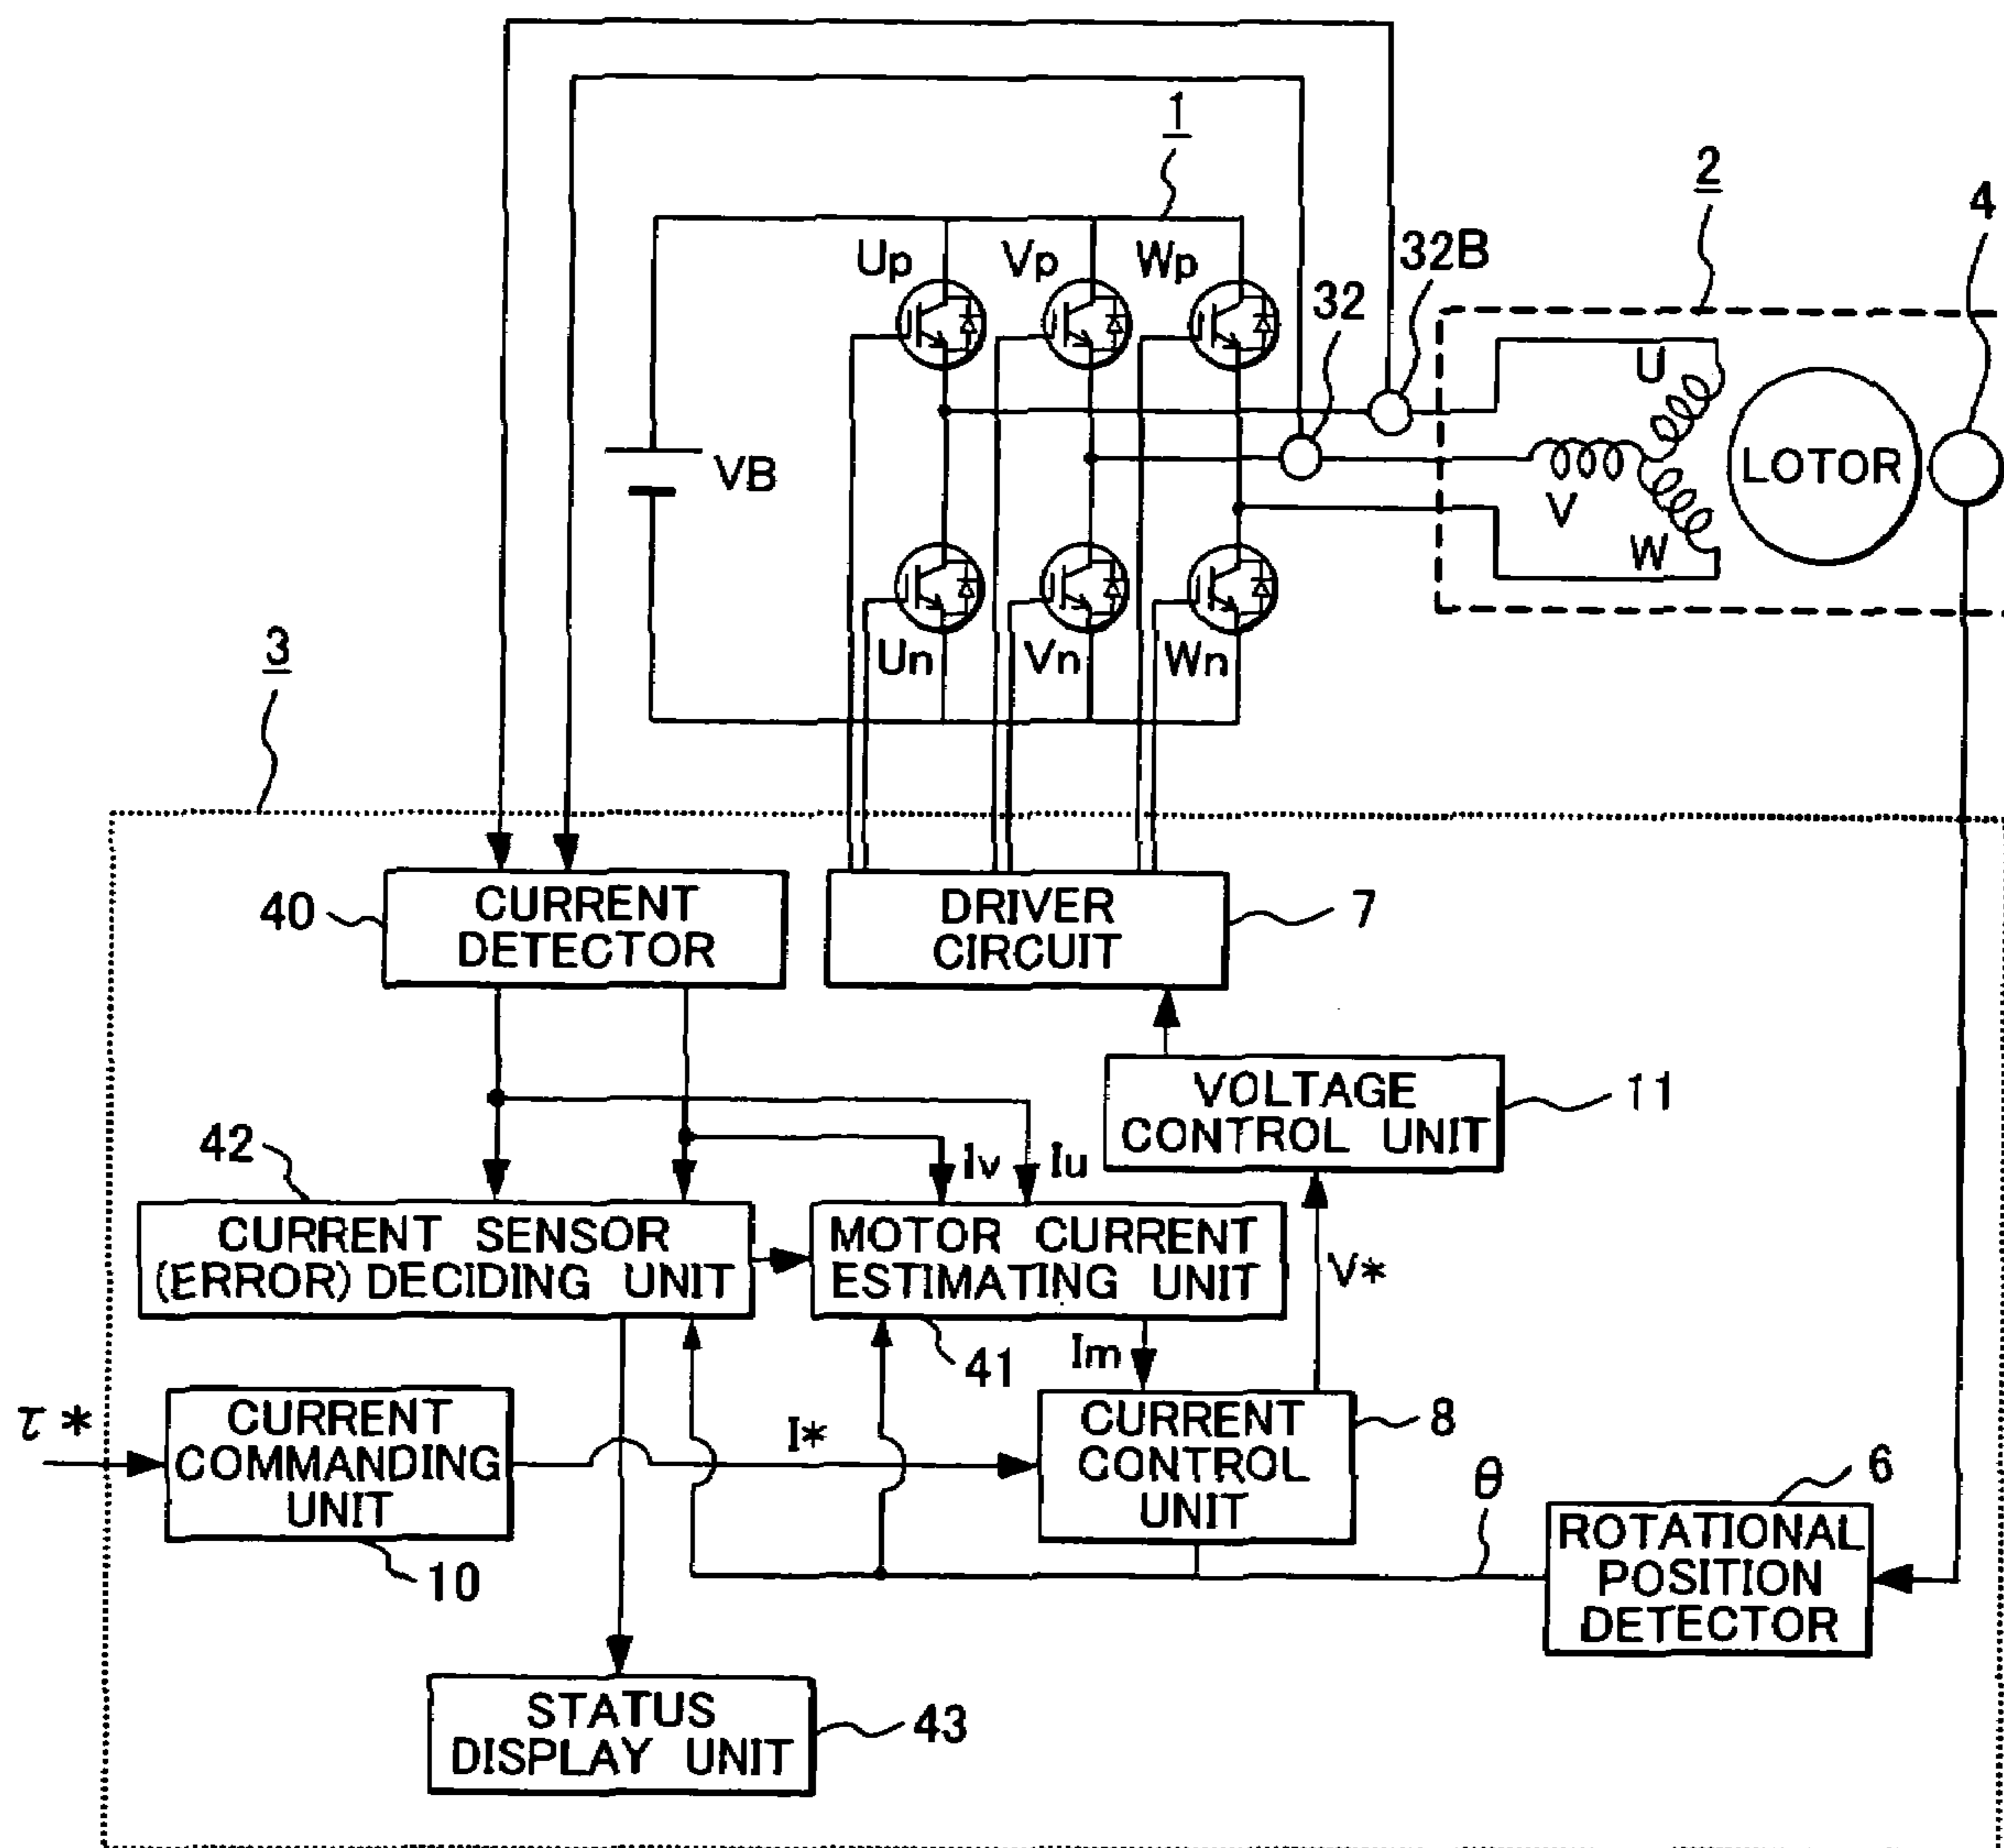 1
2
4
32B
32
Up
Vp
Wp
U
LOTOR
VB
V
W
Un
Vn
Wn
3
40
CURRENT
DETECTOR
DRIVER
CIRCUIT
7
VOLTAGE
CONTROL UNIT
11
42
Iv
Iu
CURRENT SENSOR
(ERROR) DECIDING UNIT
MOTOR CURRENT
ESTIMATING UNIT
V*
41
Im
τ*
CURRENT
COMMANDING
UNIT
10
I*
CURRENT
CONTROL
UNIT
8
θ
6
ROTATIONAL
POSITION
DETECTOR
STATUS
DISPLAY UNIT
43